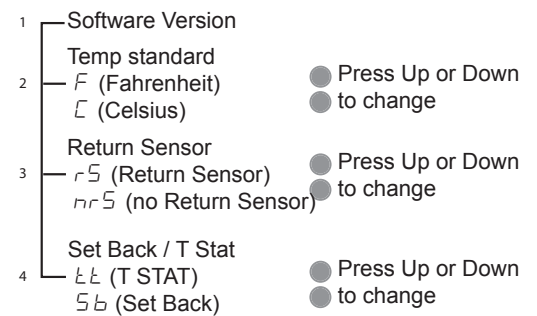 1 Software Version
Temp standard
2 F (Fahrenheit)
C (Celsius)
Press Up or Down
to change
Return Sensor
3 rS (Return Sensor)
nrS (no Return Sensor)
Press Up or Down
to change
Set Back / T Stat
4 tt (T STAT)
Sb (Set Back)
Press Up or Down
to change